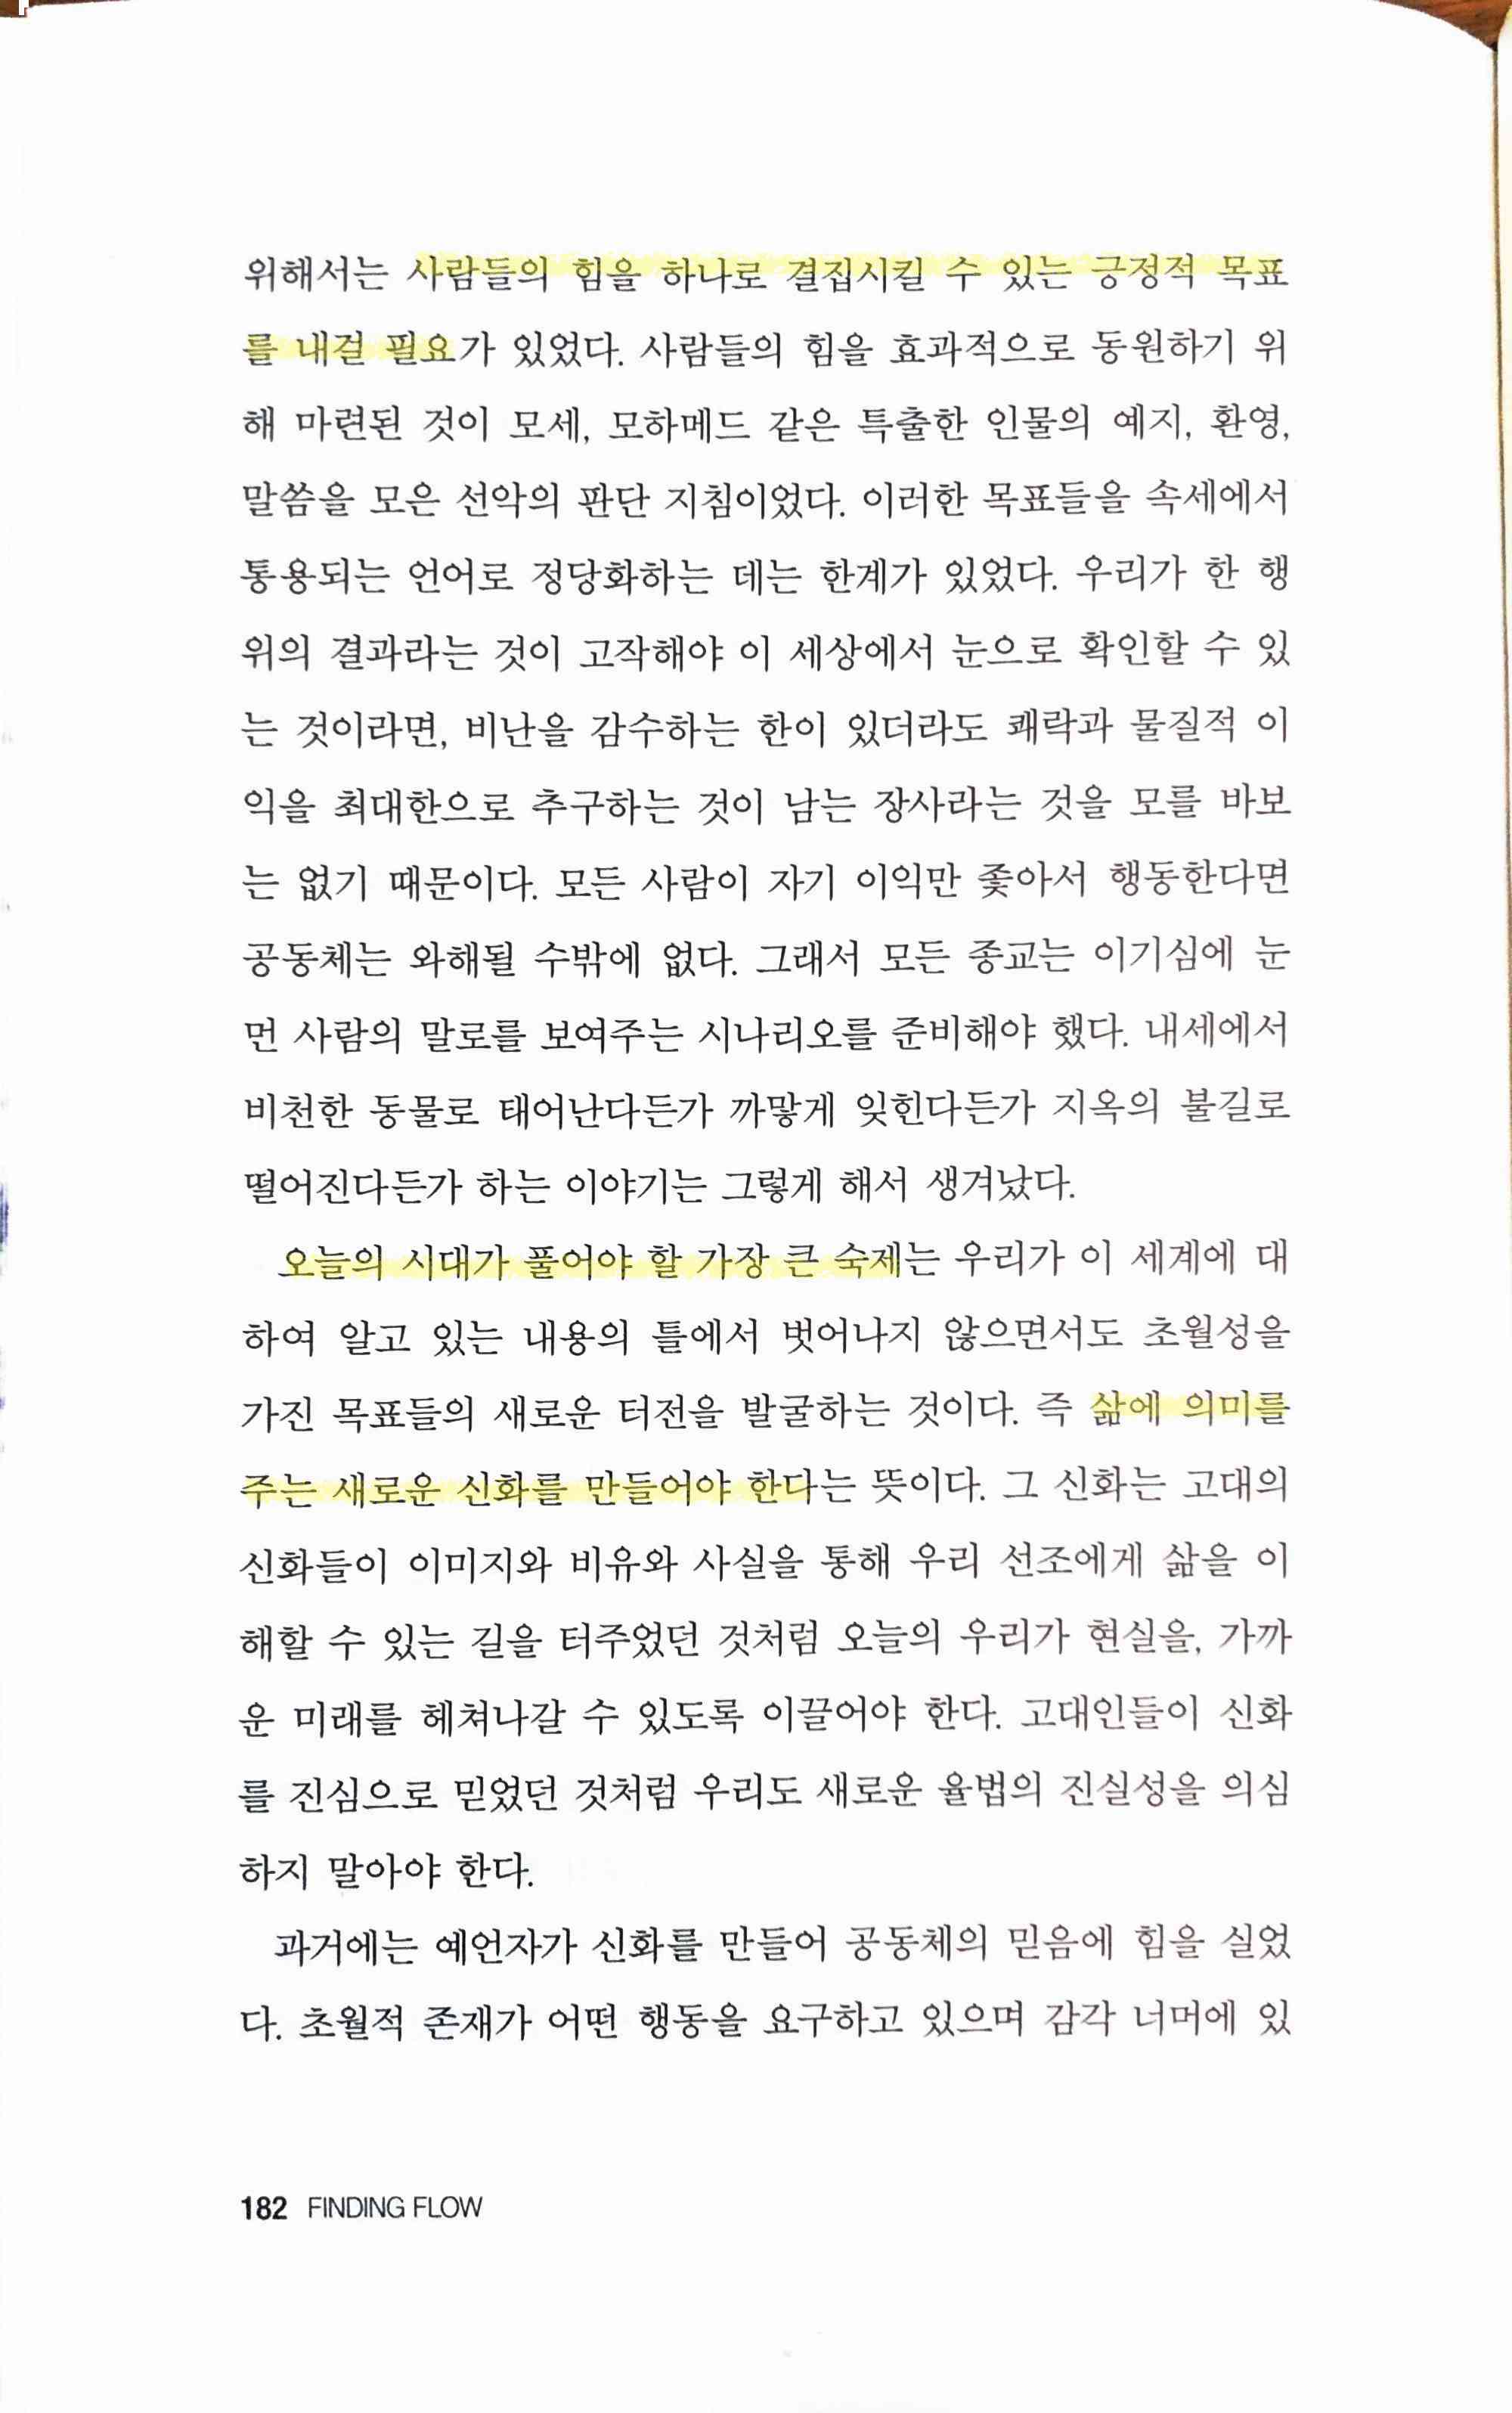 위해서는 사람들의 힘을 하나로 결집시킬 수 있는 긍정적 목표
를 내걸 필요가 있었다. 사람들의 힘을 효과적으로 동원하기 위
해 마련된 것이 모세, 모하메드 같은 특출한 인물의 예지, 환영,
말씀을 모은 선악의 판단 지침이었다. 이러한 목표들을 속세에서
통용되는 언어로 정당화하는 데는 한계가 있었다. 우리가 한 행
위의 결과라는 것이 고작해야 이 세상에서 눈으로 확인할 수 있
는 것이라면, 비난을 감수하는 한이 있더라도 쾌락과 물질적 이
익을 최대한으로 추구하는 것이 남는 장사라는 것을 모를 바보
는 없기 때문이다. 모든 사람이 자기 이익만 좇아서 행동한다면
공동체는 와해될 수밖에 없다. 그래서 모든 종교는 이기심에 눈
먼 사람의 말로를 보여주는 시나리오를 준비해야 했다. 내세에서
비천한 동물로 태어난다든가 까맣게 잊힌다든가 지옥의 불길로
떨어진다든가 하는 이야기는 그렇게 해서 생겨났다.
오늘의 시대가 풀어야 할 가장 큰 숙제는 우리가 이 세계에 대
하여 알고 있는 내용의 틀에서 벗어나지 않으면서도 초월성을
가진 목표들의 새로운 터전을 발굴하는 것이다. 즉 삶에 의미를
주는 새로운 신화를 만들어야 한다는 뜻이다. 그 신화는 고대의
신화들이 이미지와 비유와 사실을 통해 우리 선조에게 삶을 이
해할 수 있는 길을 터주었던 것처럼 오늘의 우리가 현실을, 가까
운 미래를 헤쳐나갈 수 있도록 이끌어야 한다. 고대인들이 신화
를 진심으로 믿었던 것처럼 우리도 새로운 율법의 진실성을 의심
하지 말아야 한다.
과거에는 예언자가 신화를 만들어 공동체의 믿음에 힘을 실었
다. 초월적 존재가 어떤 행동을 요구하고 있으며 감각 너머에 있
182 FINDING FLOW